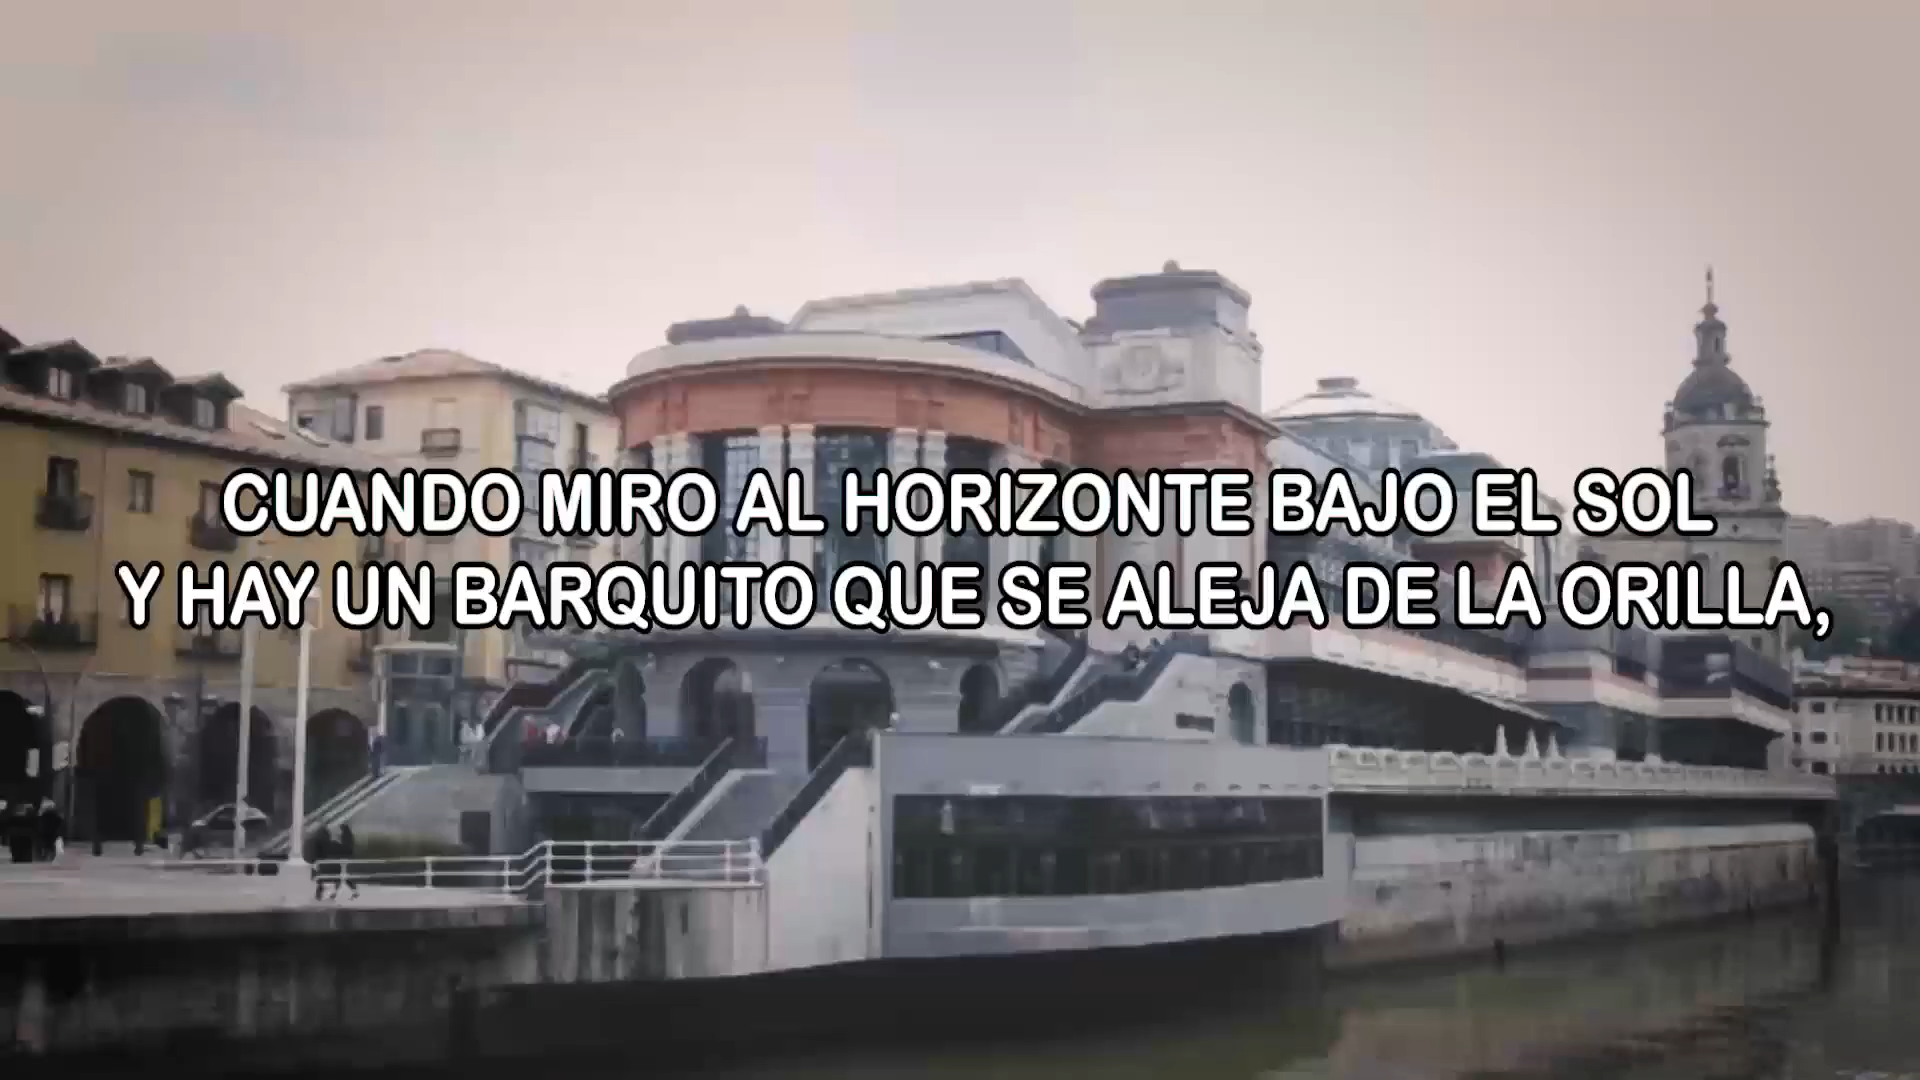 CUANDO MIRO AL HORIZONTE BAJO EL SOL
Y HAY UN BARQUITO QUE SE ALEJA DE LA ORILLA,